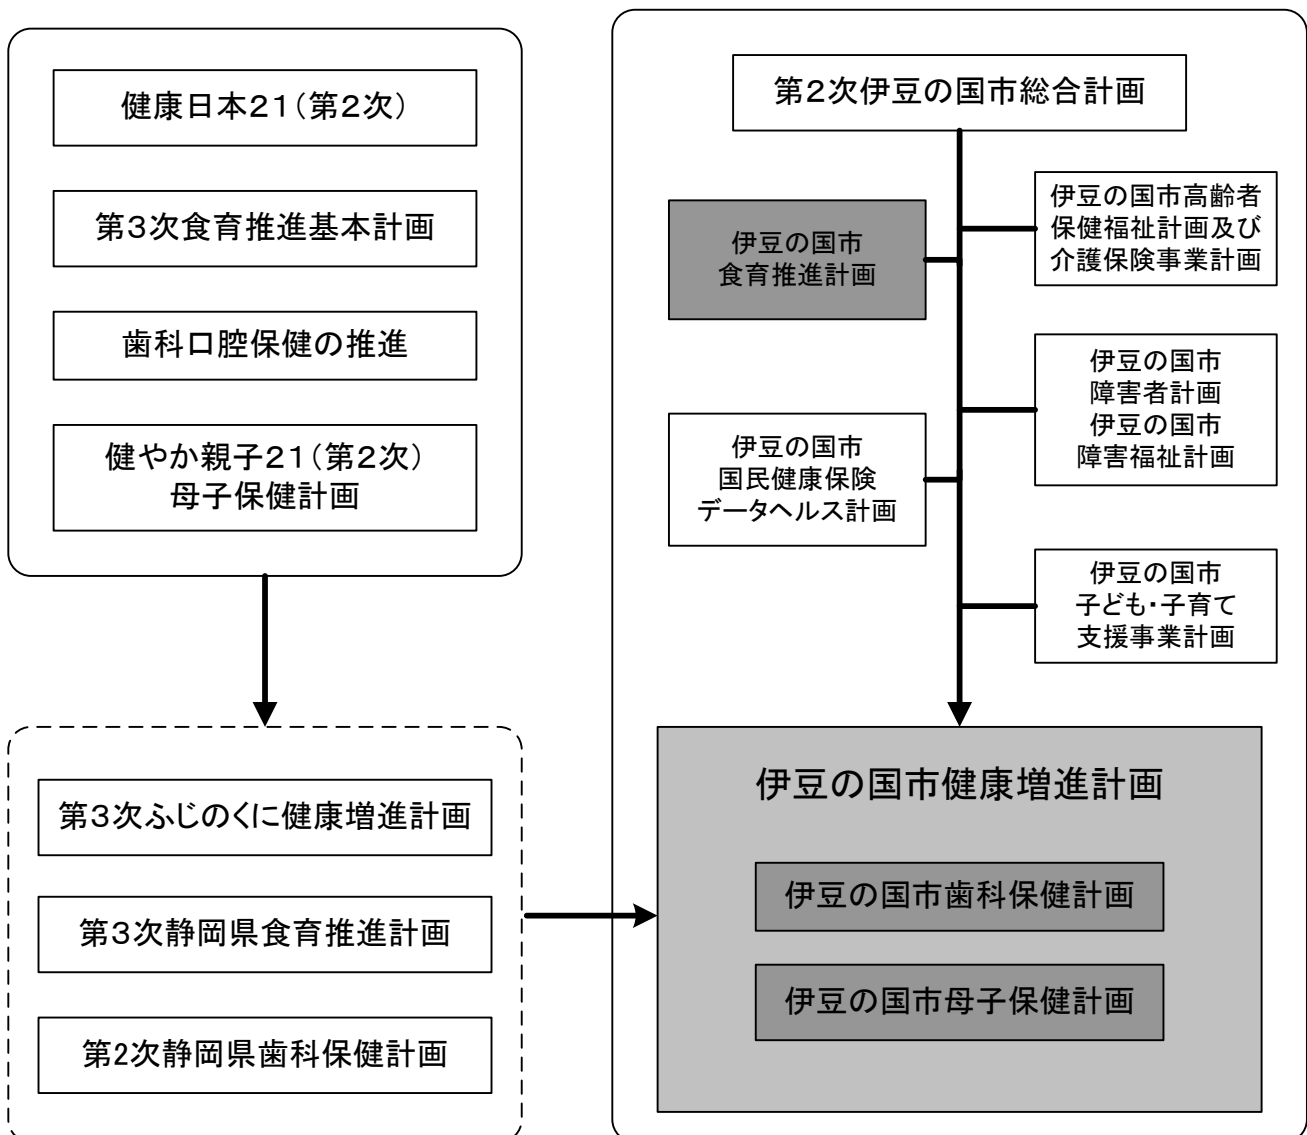 健康日本21(第2次)
第3次食育推進基本計画
歯科口腔保健の推進
健やか親子21(第2次)
母子保健計画
第3次ふじのくに健康増進計画
第3次静岡県食育推進計画
第2次静岡県歯科保健計画
第2次伊豆の国市総合計画
伊豆の国市
食育推進計画
伊豆の国市高齢者
保健福祉計画及び
介護保険事業計画
伊豆の国市
国民健康保険
データヘルス計画
伊豆の国市
障害者計画
伊豆の国市
障害福祉計画
伊豆の国市
子ども・子育て
支援事業計画
伊豆の国市健康増進計画
伊豆の国市歯科保健計画
伊豆の国市母子保健計画